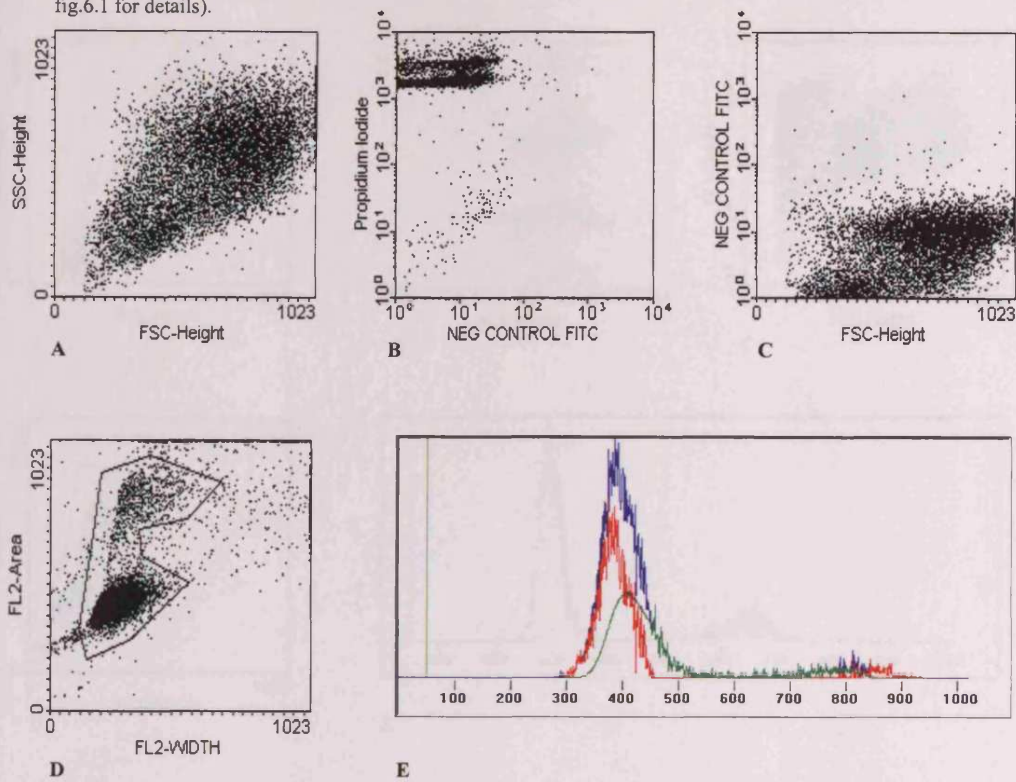 fig.6.1 for details).
1023
SSC-Height
0
0
1023
FSC-Height
A
10⁴
10³
10²
10¹
10⁰
Propidium Iodide
10⁰ 10¹ 10² 10³ 10⁴
NEG CONTROL FITC
B
10⁴
10³
10²
10¹
10⁰
NEG CONTROL FITC
1023
FSC-Height
C
1023
FL2-Area
0
0
1023
FL2-WIDTH
D
100 200 300 400 500 600 700 800 900 1000
E